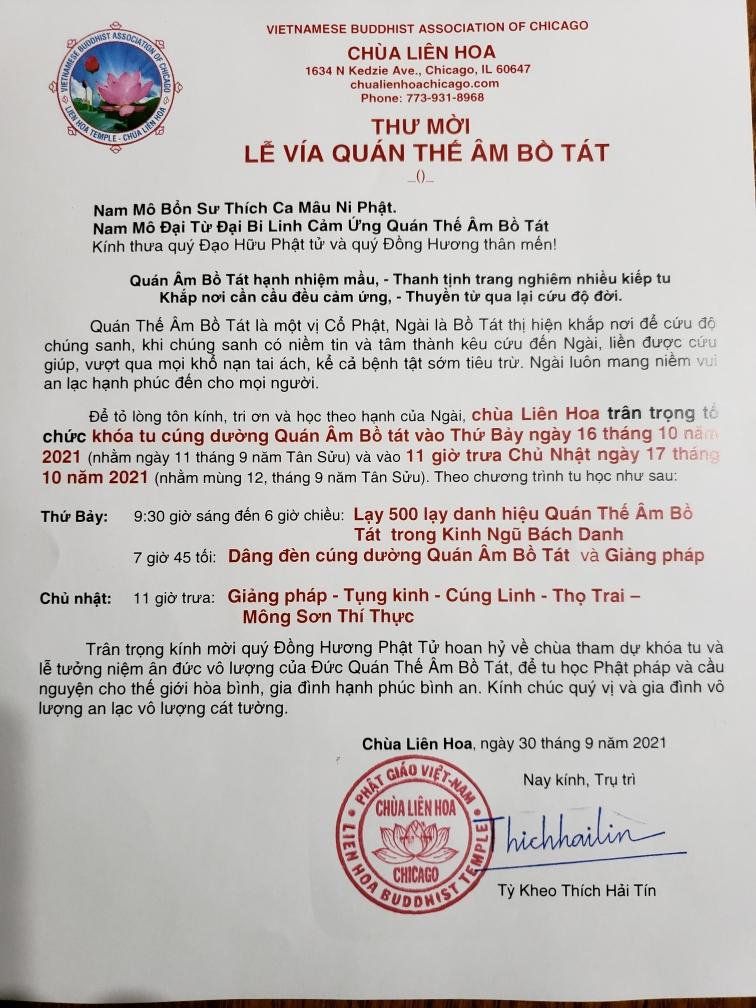 VIETNAMESE BUDDHIST ASSOCIATION OF CHICAGO
LIEN HOA TEMPLE - CHUA LIÊN HOA
VIETNAMESE BUDDHIST ASSOCIATION OF CHICAGO
CHÙA LIÊN HOA
1634 N Kedzie Ave., Chicago, IL 60647
chualienhoachicago.com
Phone: 773-931-8968
THƯ MỜI
LỄ VÍA QUÁN THẾ ÂM BỒ TÁT
_()_
Nam Mô Bổn Sư Thích Ca Mâu Ni Phật.
Nam Mô Đại Từ Đại Bi Linh Cảm Ứng Quán Thế Âm Bồ Tát
Kính thưa quý Đạo Hữu Phật tử và quý Đồng Hương thân mến!
Quán Âm Bồ Tát hạnh nhiệm mầu, - Thanh tịnh trang nghiêm nhiều kiếp tu
Khắp nơi cần cầu đều cảm ứng, - Thuyền từ qua lại cứu độ đời.
Quán Thế Âm Bồ Tát là một vị Cổ Phật, Ngài là Bồ Tát thị hiện khắp nơi để cứu độ
chúng sanh, khi chúng sanh có niềm tin và tâm thành kêu cứu đến Ngài, liền được cứu
giúp, vượt qua mọi khổ nạn tai ách, kể cả bệnh tật sớm tiêu trừ. Ngài luôn mang niềm vui
an lạc hạnh phúc đến cho mọi người.
Để tỏ lòng tôn kính, tri ơn và học theo hạnh của Ngài, chùa Liên Hoa trân trọng tổ
chức khóa tu cúng dường Quán Âm Bồ tát vào Thứ Bảy ngày 16 tháng 10 năm
2021 (nhằm ngày 11 tháng 9 năm Tân Sửu) và vào 11 giờ trưa Chủ Nhật ngày 17 tháng
10 năm 2021 (nhằm mùng 12, tháng 9 năm Tân Sửu). Theo chương trình tu học như sau:
Thứ Bảy: 9:30 giờ sáng đến 6 giờ chiều: Lạy 500 lạy danh hiệu Quán Thế Âm Bồ
Tát trong Kinh Ngũ Bách Danh
7 giờ 45 tối: Dâng đèn cúng dường Quán Âm Bồ Tát và Giảng pháp
Chủ nhật: 11 giờ trưa: Giảng pháp - Tụng kinh - Cúng Linh - Thọ Trai –
Mông Sơn Thí Thực
Trân trọng kính mời quý Đồng Hương Phật Tử hoan hỷ về chùa tham dự khóa tu và
lễ tưởng niệm ân đức vô lượng của Đức Quán Thế Âm Bồ Tát, để tu học Phật pháp và cầu
nguyện cho thế giới hòa bình, gia đình hạnh phúc bình an. Kính chúc quý vị và gia đình vô
lượng an lạc vô lượng cát tường.
Chùa Liên Hoa, ngày 30 tháng 9 năm 2021
Nay kính, Trụ trì
PHẬT GIÁO VIỆT-NAM
CHÙA LIÊN HOA
CHICAGO
LIEN HOA BUDDHIST TEMPLE
Thichhaitin
Tỳ Kheo Thích Hải Tín